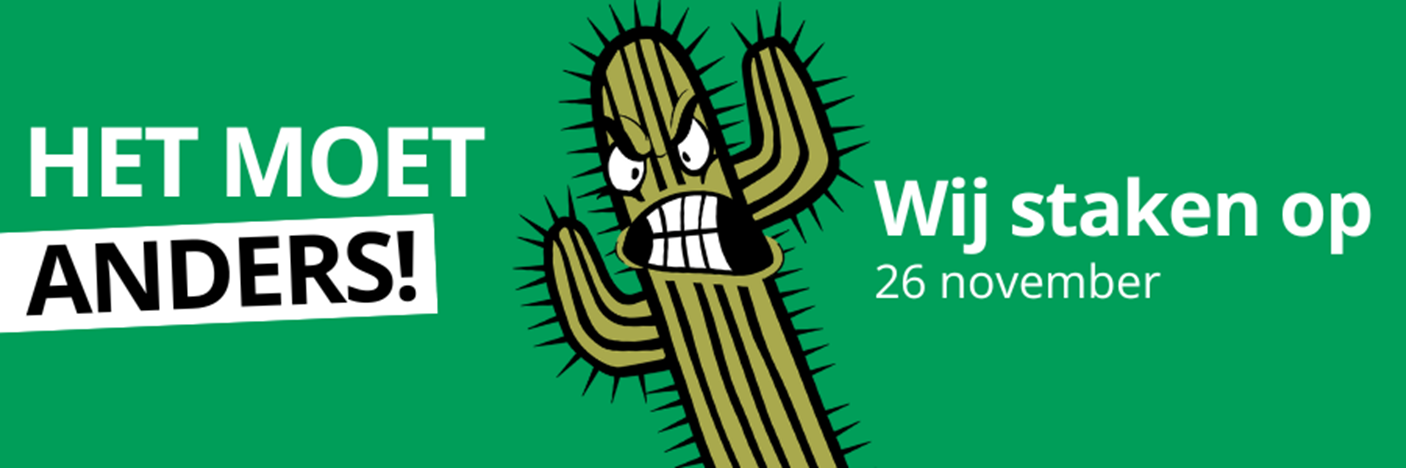 HET MOET
ANDERS!
Wij staken op
26 november